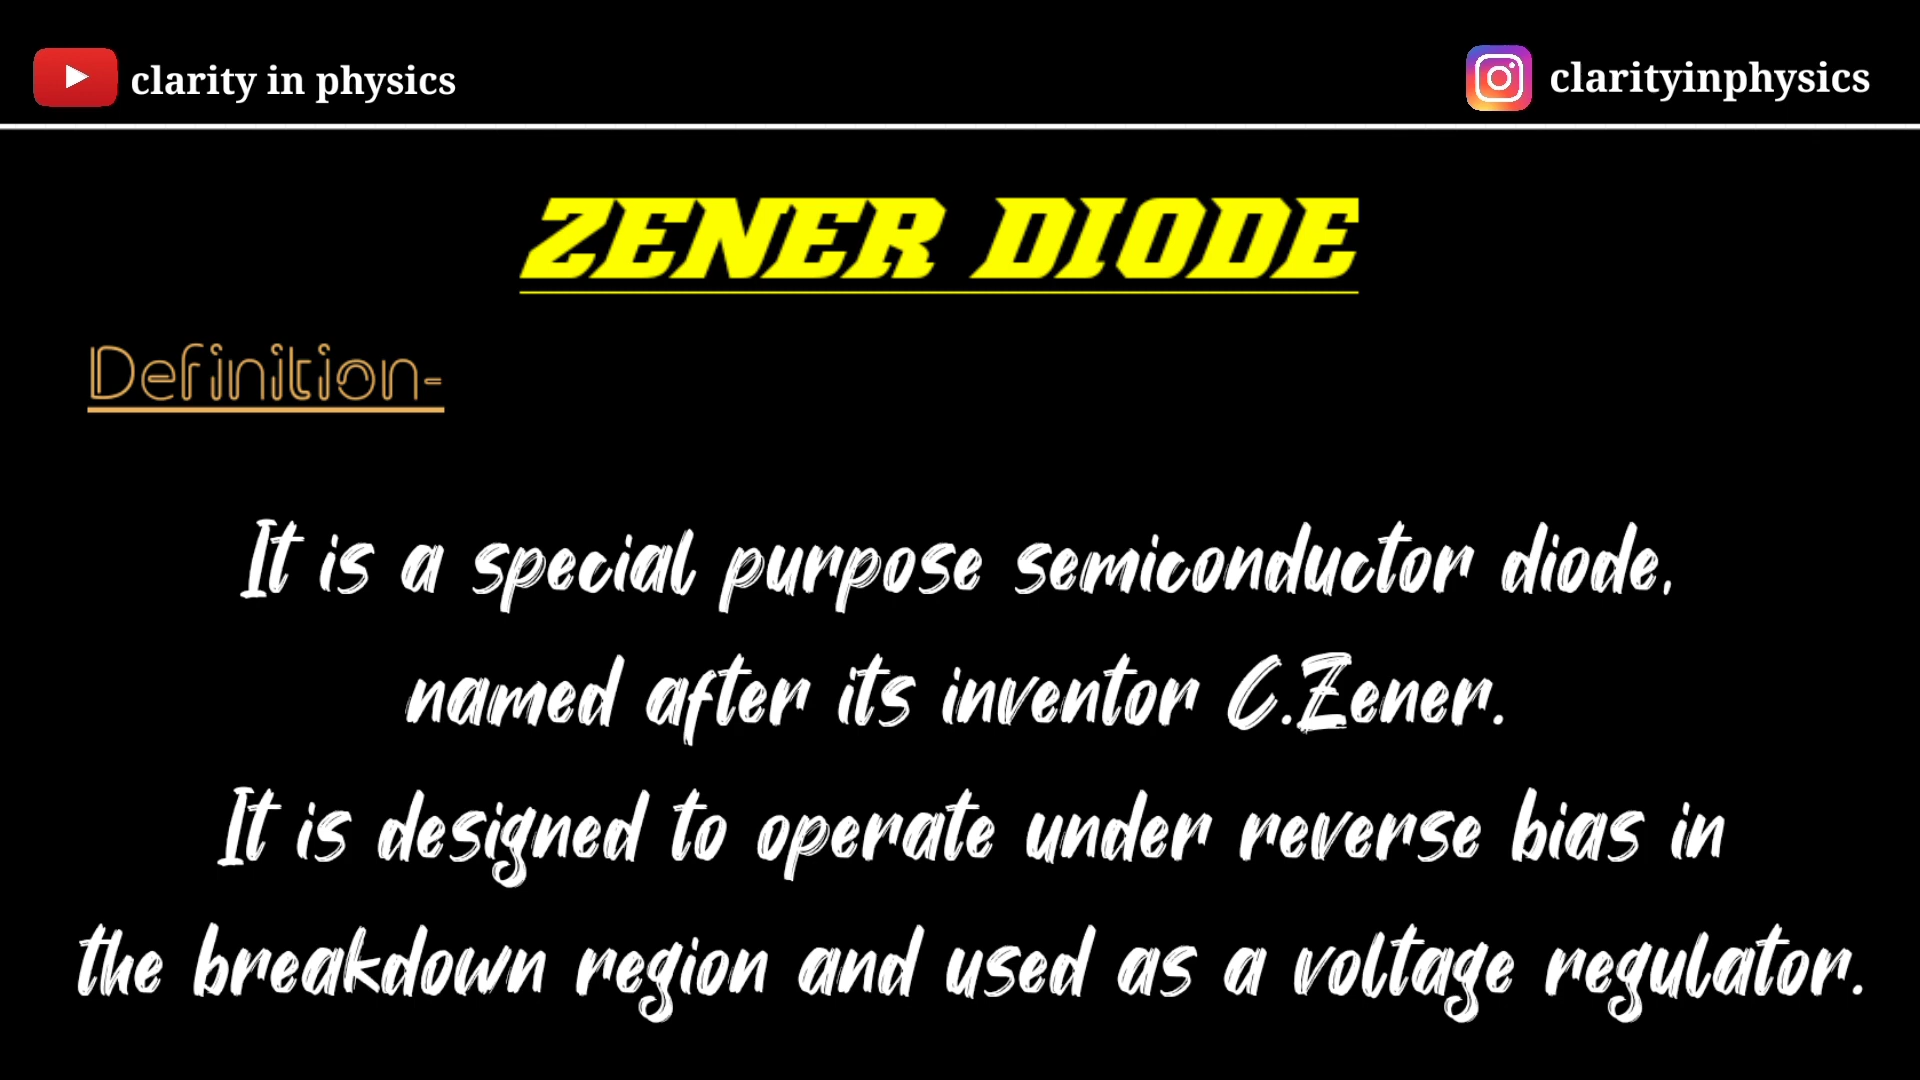 clarity in physics
clarityinphysics
ZENER DIODE
Definition-
It is a special purpose semiconductor diode,
named after its inventor C.Zener.
It is designed to operate under reverse bias in
the breakdown region and used as a voltage regulator.